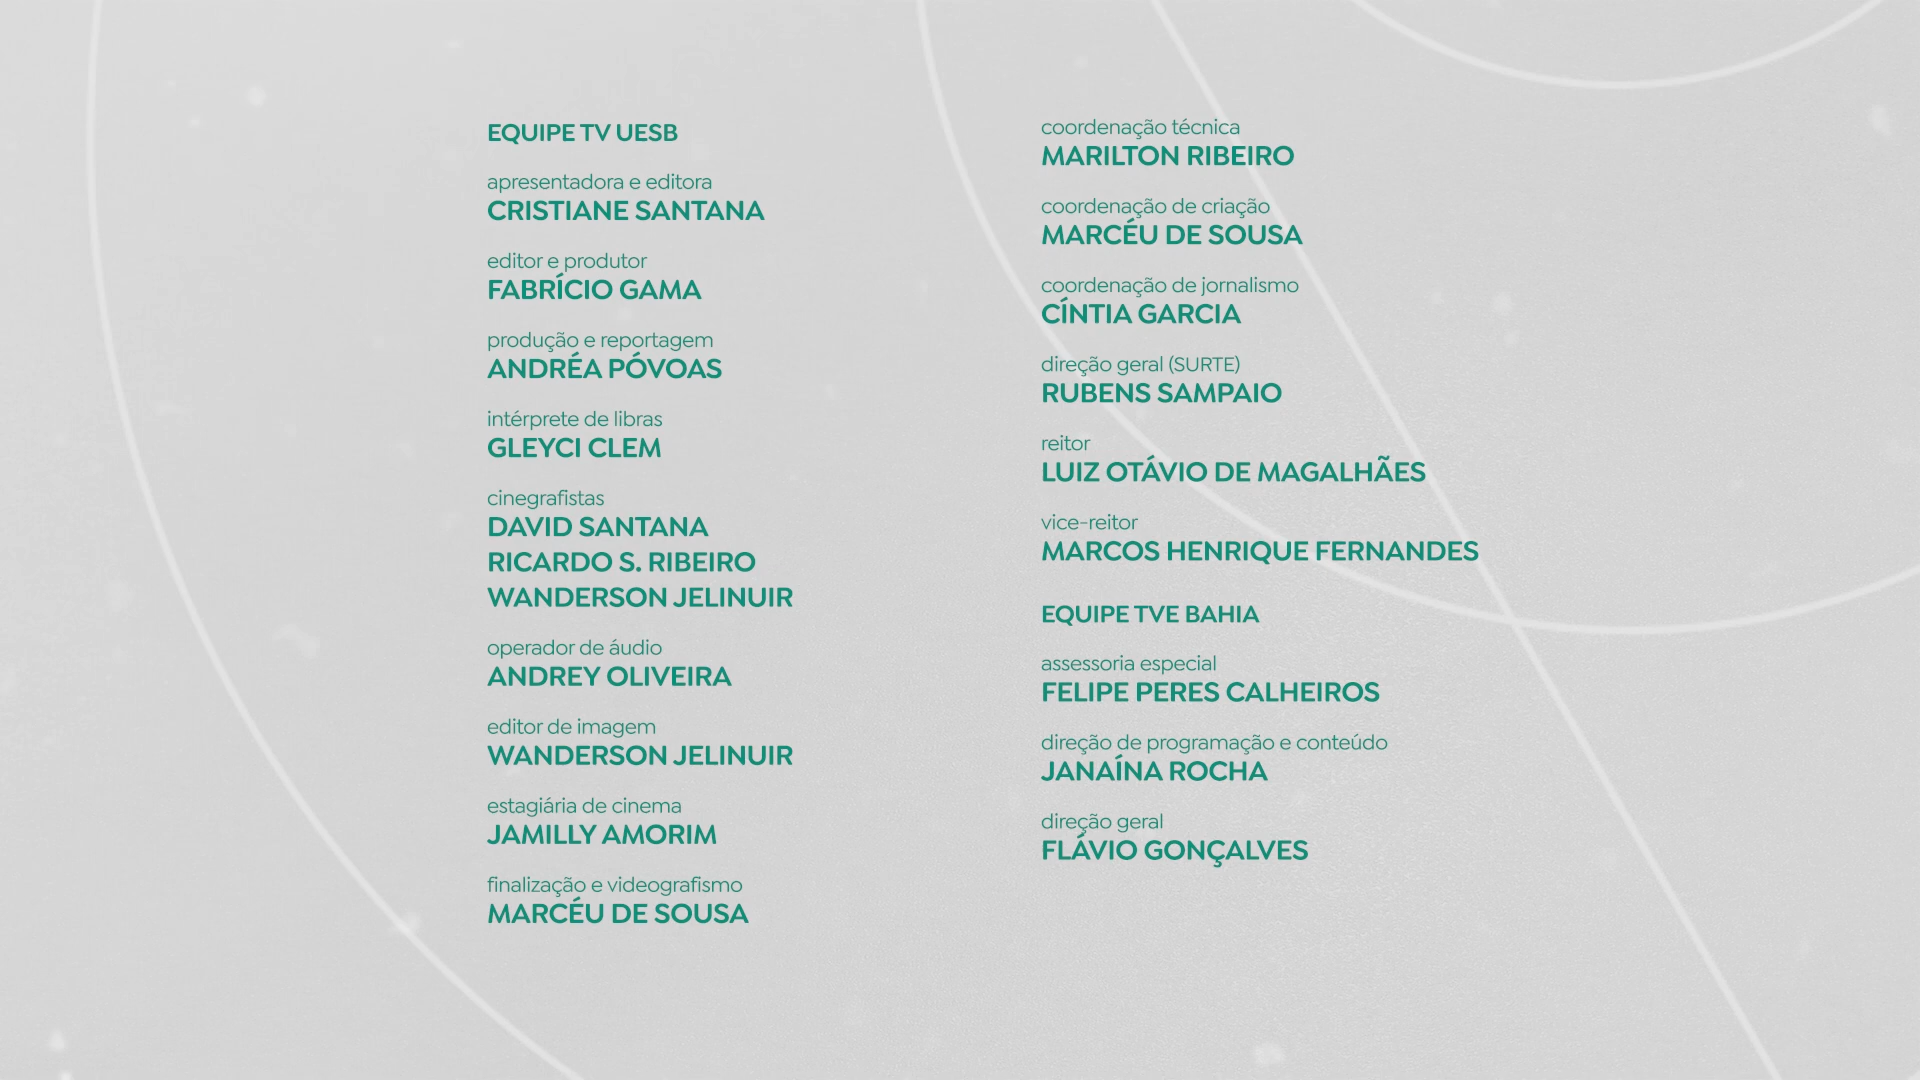 EQUIPE TV UESB
apresentadora e editora
CRISTIANE SANTANA
editor e produtor
FABRÍCIO GAMA
produção e reportagem
ANDRÉA PÓVOAS
intérprete de libras
GLEYCI CLEM
cinegrafistas
DAVID SANTANA
RICARDO S. RIBEIRO
WANDERSON JELINUIR
operador de áudio
ANDREY OLIVEIRA
editor de imagem
WANDERSON JELINUIR
estagiária de cinema
JAMILLY AMORIM
finalização e videografismo
MARCÉU DE SOUSA
coordenação técnica
MARILTON RIBEIRO
coordenação de criação
MARCÉU DE SOUSA
coordenação de jornalismo
CÍNTIA GARCIA
direção geral (SURTE)
RUBENS SAMPAIO
reitor
LUIZ OTÁVIO DE MAGALHÃES
vice-reitor
MARCOS HENRIQUE FERNANDES
EQUIPE TVE BAHIA
assessoria especial
FELIPE PERES CALHEIROS
direção de programação e conteúdo
JANAÍNA ROCHA
direção geral
FLÁVIO GONÇALVES